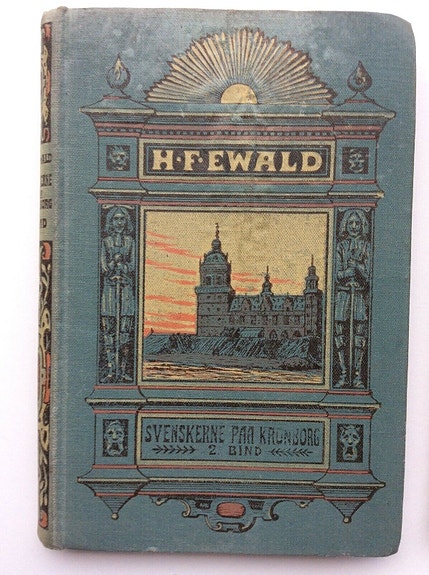 H·F·EWALD
SVENSKERNE PAA KRONBORG
2 BIND